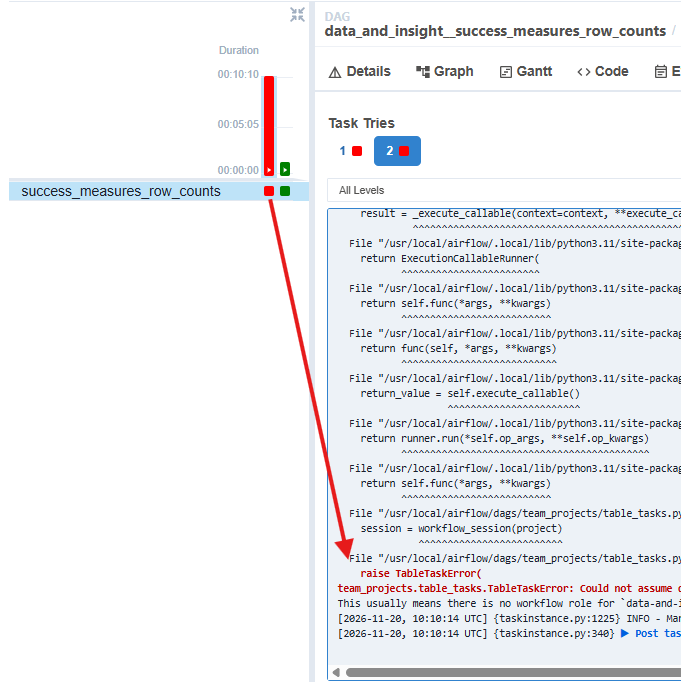 DAG
data_and_insight__success_measures_row_counts /
Duration
00:10:10
00:05:05
00:00:00
success_measures_row_counts
Details
Graph
Gantt
<> Code
E
Task Tries
1
2
All Levels
result = _execute_callable(context=context, **execute_ca
^^^^^^^^^^^^^^^^^^^^^^^^^^^^^^^^^^^^^^^^^^^^^^^
File "/usr/local/airflow/.local/lib/python3.11/site-packag
return ExecutionCallableRunner(
^^^^^^^^^^^^^^^^^^^^^^^^
File "/usr/local/airflow/.local/lib/python3.11/site-packag
return self.func(*args, **kwargs)
^^^^^^^^^^^^^^^^^^^^^^^^^^
File "/usr/local/airflow/.local/lib/python3.11/site-packag
return func(self, *args, **kwargs)
^^^^^^^^^^^^^^^^^^^^^^^^^^^
File "/usr/local/airflow/.local/lib/python3.11/site-packag
return_value = self.execute_callable()
^^^^^^^^^^^^^^^^^^^^^^^
File "/usr/local/airflow/.local/lib/python3.11/site-packag
return runner.run(*self.op_args, **self.op_kwargs)
^^^^^^^^^^^^^^^^^^^^^^^^^^^^^^^^^^^^^^^^^^^
File "/usr/local/airflow/.local/lib/python3.11/site-packag
return self.func(*args, **kwargs)
^^^^^^^^^^^^^^^^^^^^^^^^^^
File "/usr/local/airflow/dags/team_projects/table_tasks.py
session = workflow_session(project)
^^^^^^^^^^^^^^^^^^^^^^^^^
File "/usr/local/airflow/dags/team_projects/table_tasks.py
raise TableTaskError(
team_projects.table_tasks.TableTaskError: Could not assume
This usually means there is no workflow role for `data-and-i
[2026-11-20, 10:10:14 UTC] {taskinstance.py:1225} INFO - Mar
[2026-11-20, 10:10:14 UTC] {taskinstance.py:340} ▶ Post tas